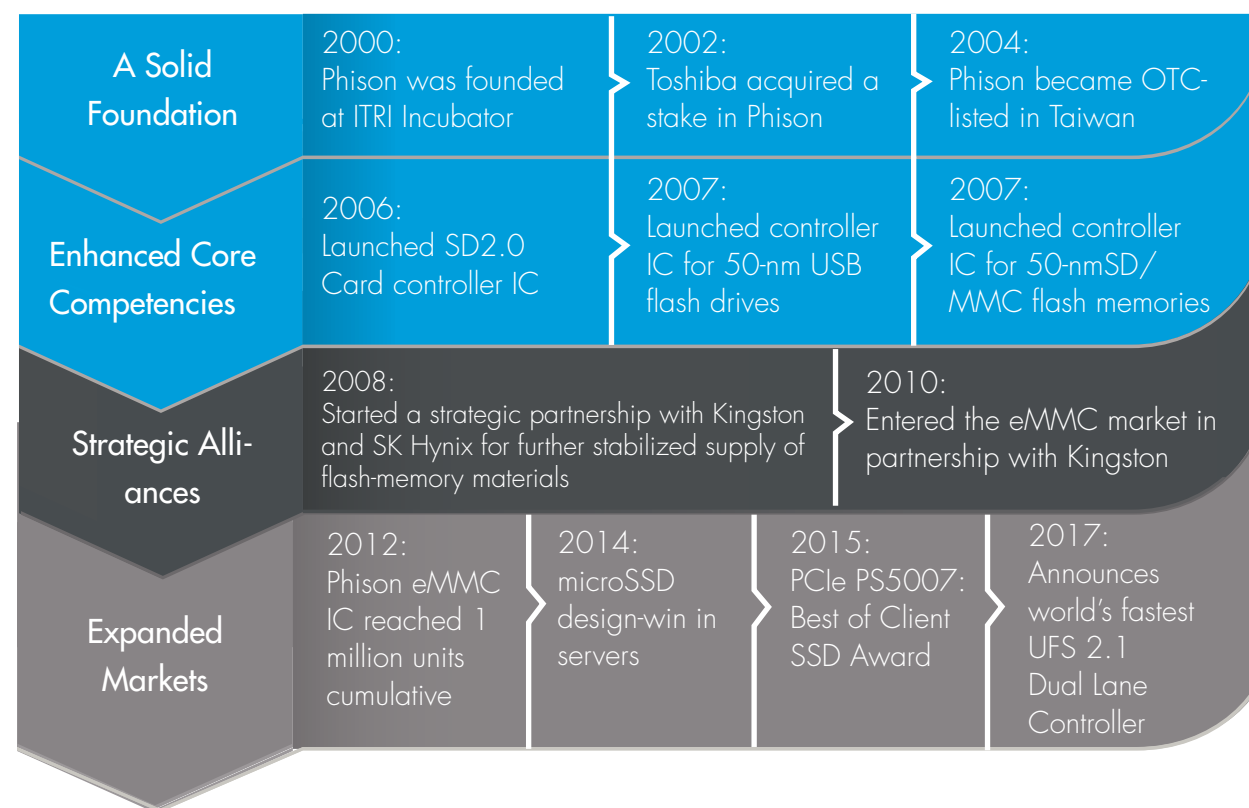 A Solid
Foundation
2000:
Phison was founded
at ITRI Incubator
2002:
Toshiba acquired a
stake in Phison
2004:
Phison became OTC-
listed in Taiwan
Enhanced Core
Competencies
2006:
Launched SD2.0
Card controller IC
2007:
Launched controller
IC for 50-nm USB
flash drives
2007:
Launched controller
IC for 50-nmSD/
MMC flash memories
Strategic Alli-
ances
2008:
Started a strategic partnership with Kingston
and SK Hynix for further stabilized supply of
flash-memory materials
2010:
Entered the eMMC market in
partnership with Kingston
Expanded
Markets
2012:
Phison eMMC
IC reached 1
million units
cumulative
2014:
microSSD
design-win in
servers
2015:
PCIe PS5007:
Best of Client
SSD Award
2017:
Announces
world's fastest
UFS 2.1
Dual Lane
Controller